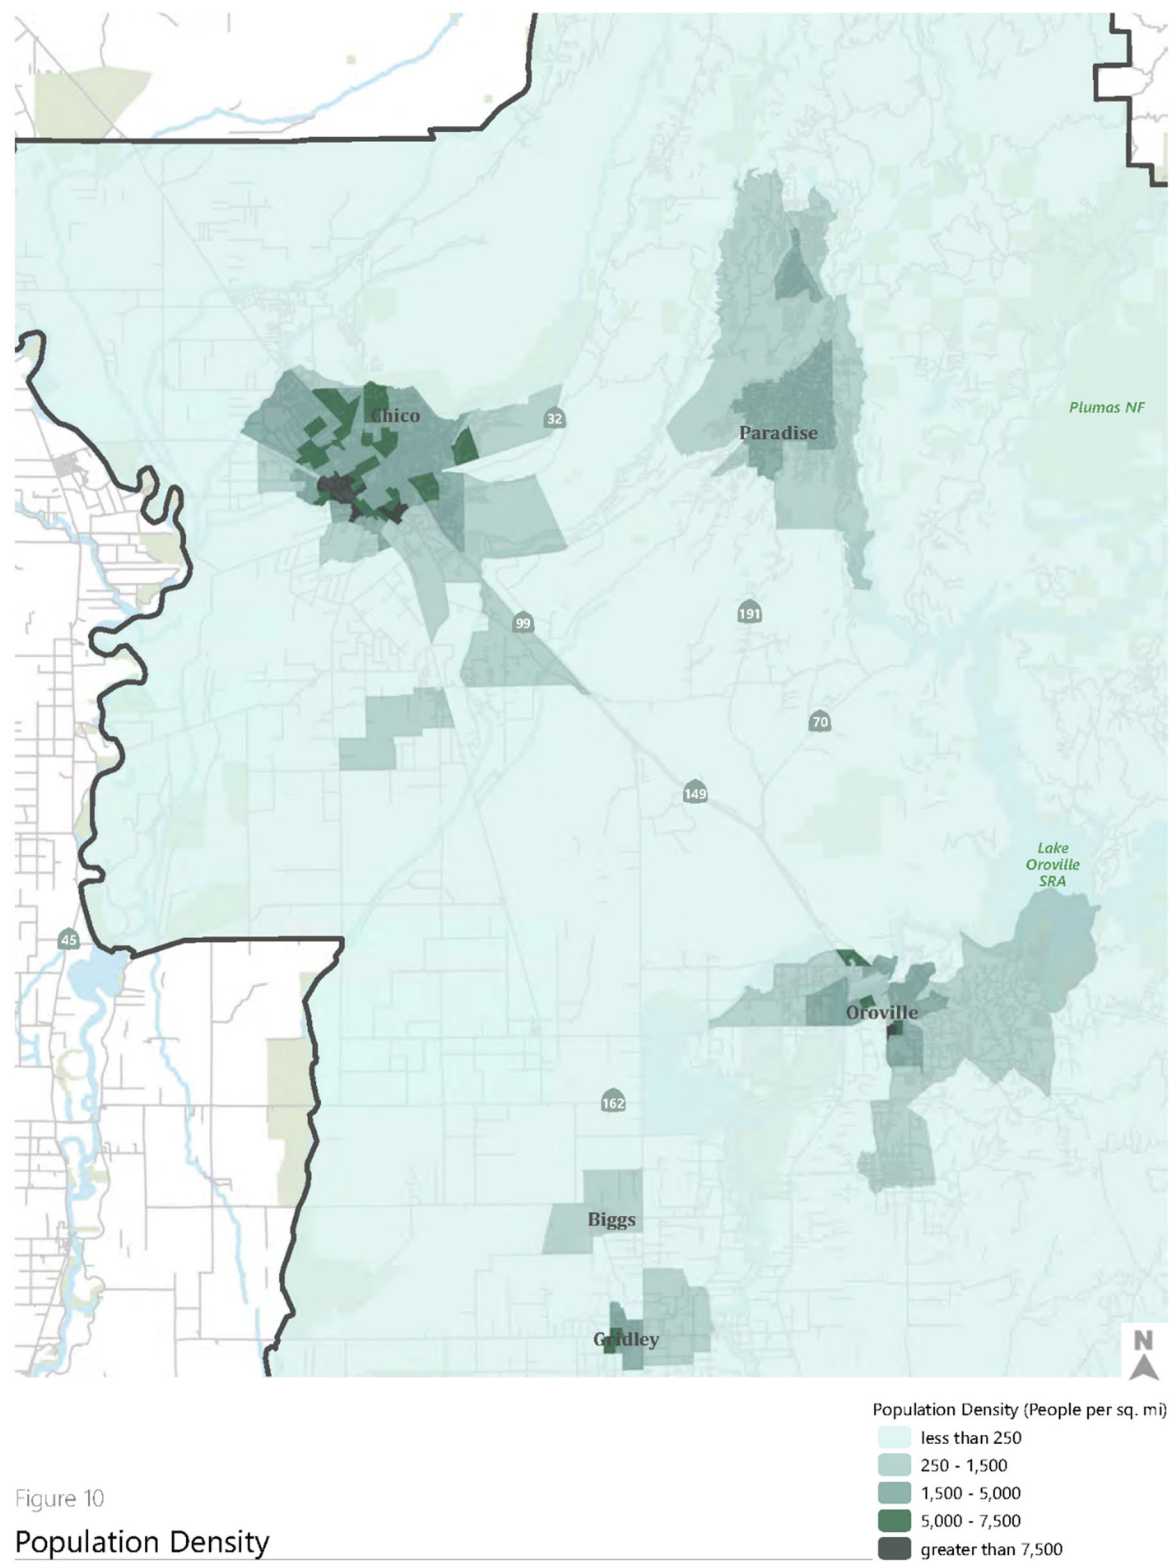 Chico
32
Plumas NF
Paradise
191
99
70
149
Lake
Oroville
SRA
45
Oroville
162
Biggs
Gridley
N
Population Density (People per sq. mi)
less than 250
250 - 1,500
1,500 - 5,000
5,000 - 7,500
greater than 7,500
Figure 10
Population Density